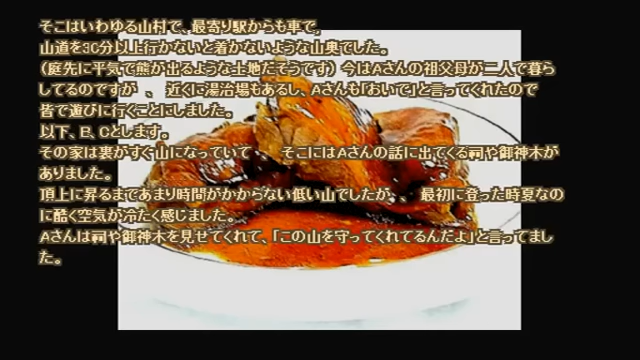 そこはいわゆる山村で、最寄り駅からも車で、
山道を30分以上行かないと着かないような山奥でした。
（庭先に平気で熊が出るような土地だそうです）今はAさんの祖父母が二人で暮ら
してるのですが　、　近くに湯治場もあるし、Aさんも｢おいで｣と言ってくれたので
皆で遊びに行くことにしました。
以下、B、Cとします。
その家は裏がすぐ山になっていて　　そこにはAさんの話に出てくる祠や御神木が
ありました。
頂上に昇るまであまり時間がかからない低い山でしたが、、最初に登った時夏なの
に酷く空気が冷たく感じました。
Aさんは祠や御神木を見せてくれて、｢この山を守ってくれてるんだよ｣と言ってまし
た。